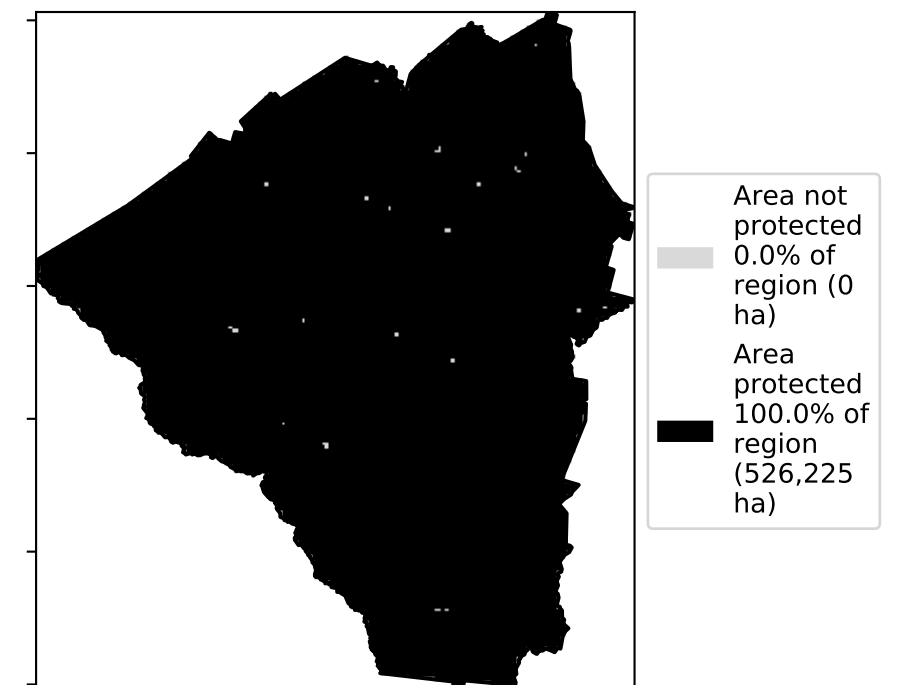 Area not
protected
0.0% of
region (0
ha)
Area
protected
100.0% of
region
(526,225
ha)